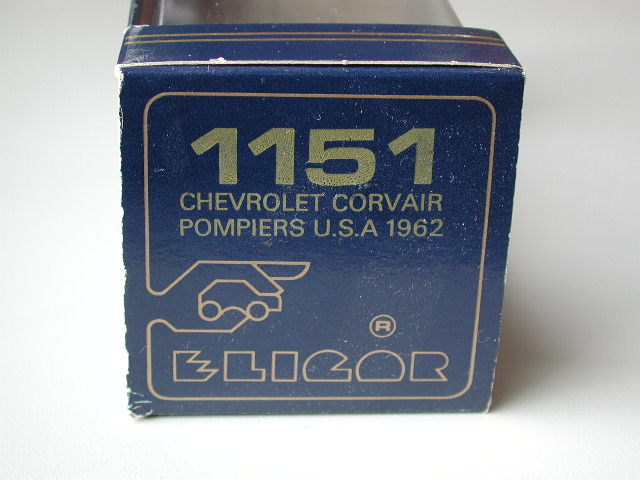 1151
CHEVROLET CORVAIR
POMPIERS U.S.A 1962
®
ELIGOR